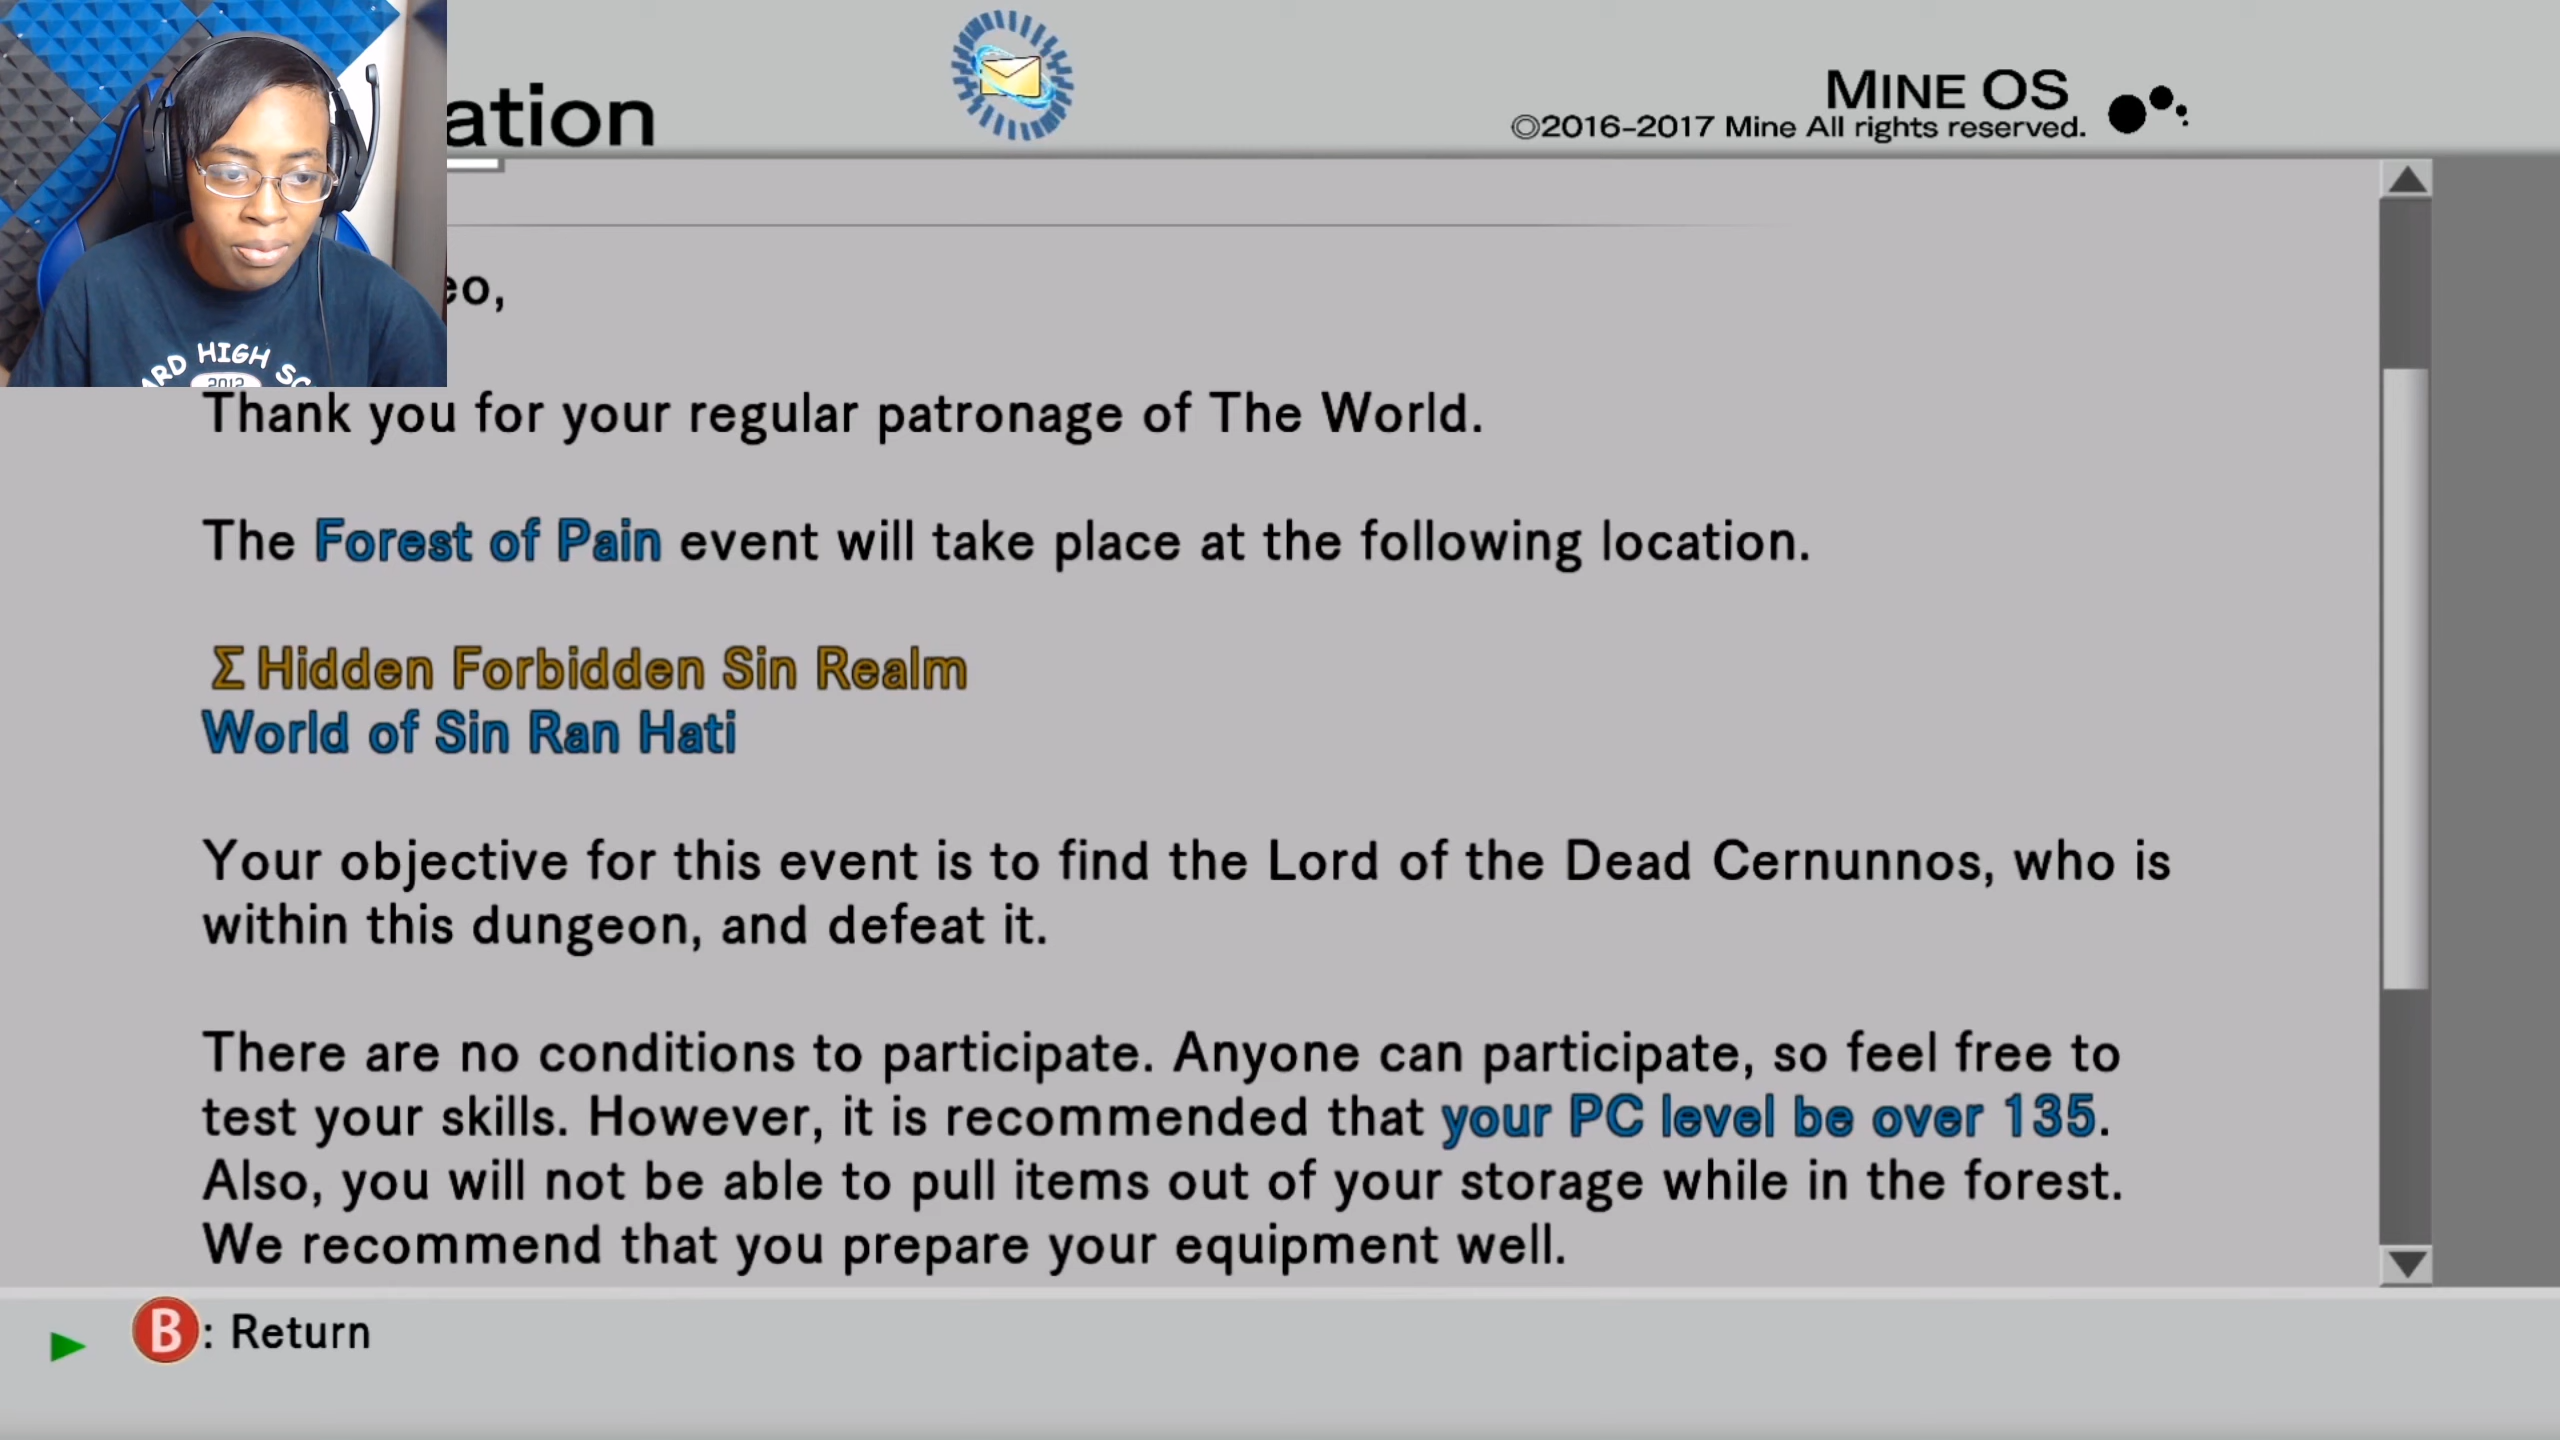 ation
MINE OS
©2016-2017 Mine All rights reserved.
eo,
ARD HIGH SC
2012
Thank you for your regular patronage of The World.
The Forest of Pain event will take place at the following location.
Σ Hidden Forbidden Sin Realm
World of Sin Ran Hati
Your objective for this event is to find the Lord of the Dead Cernunnos, who is
within this dungeon, and defeat it.
There are no conditions to participate. Anyone can participate, so feel free to
test your skills. However, it is recommended that your PC level be over 135.
Also, you will not be able to pull items out of your storage while in the forest.
We recommend that you prepare your equipment well.
B: Return